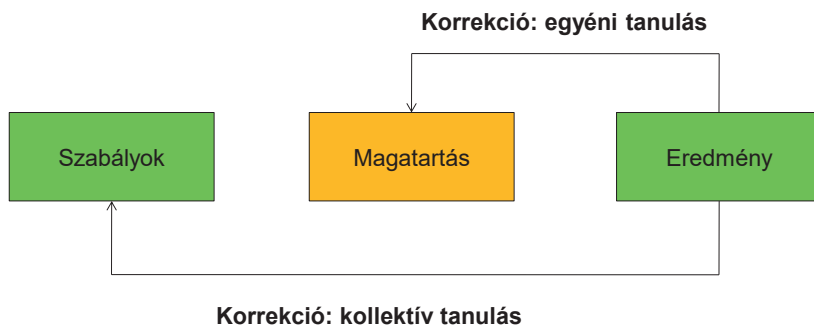 Korrekció: egyéni tanulás
Szabályok
Magatartás
Eredmény
Korrekció: kollektív tanulás